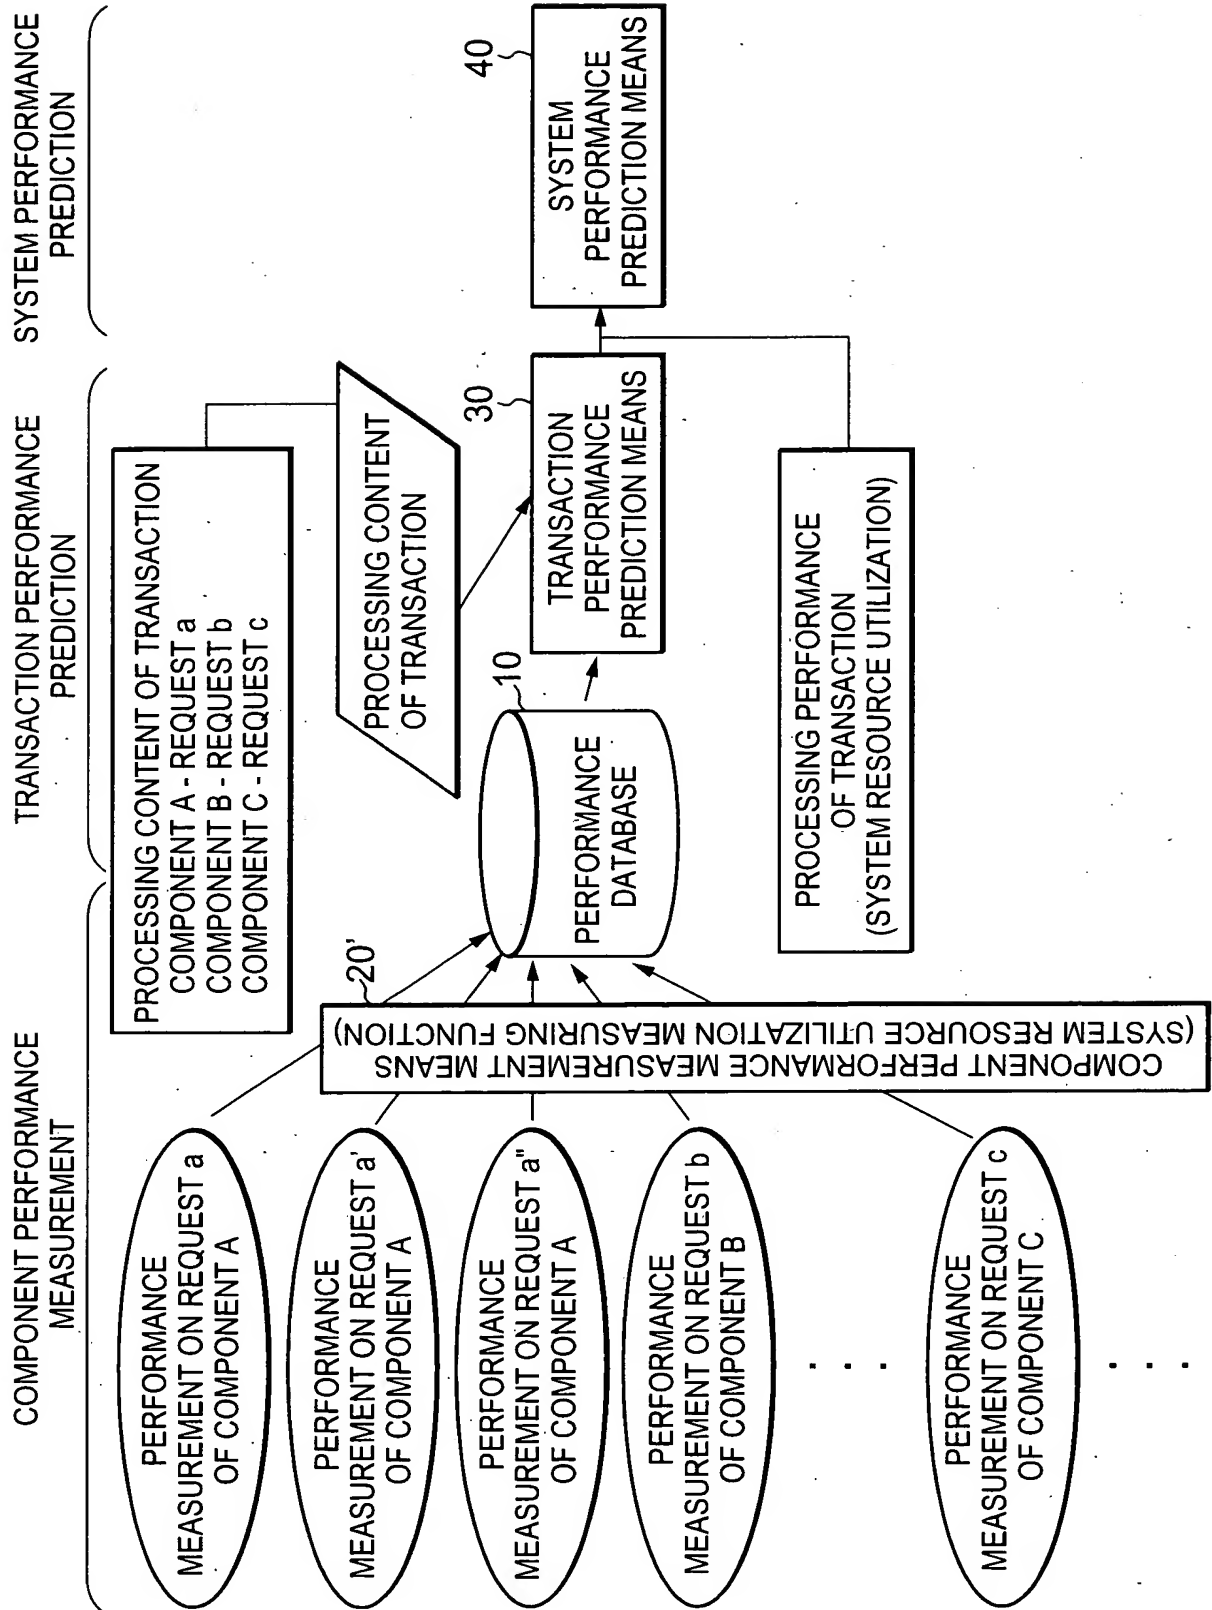 COMPONENT PERFORMANCE
MEASUREMENT
TRANSACTION PERFORMANCE
PREDICTION
SYSTEM PERFORMANCE
PREDICTION
PERFORMANCE
MEASUREMENT ON REQUEST a
OF COMPONENT A
PERFORMANCE
MEASUREMENT ON REQUEST a'
OF COMPONENT A
PERFORMANCE
MEASUREMENT ON REQUEST a"
OF COMPONENT A
PERFORMANCE
MEASUREMENT ON REQUEST b
OF COMPONENT B
. . .
PERFORMANCE
MEASUREMENT ON REQUEST c
OF COMPONENT C
. . .
20'
COMPONENT PERFORMANCE MEASUREMENT MEANS
(SYSTEM RESOURCE UTILIZATION MEASURING FUNCTION)
PROCESSING CONTENT OF TRANSACTION
COMPONENT A - REQUEST a
COMPONENT B - REQUEST b
COMPONENT C - REQUEST c
PROCESSING CONTENT
OF TRANSACTION
10
PERFORMANCE
DATABASE
30
TRANSACTION
PERFORMANCE
PREDICTION MEANS
PROCESSING PERFORMANCE
OF TRANSACTION
(SYSTEM RESOURCE UTILIZATION)
40
SYSTEM
PERFORMANCE
PREDICTION MEANS